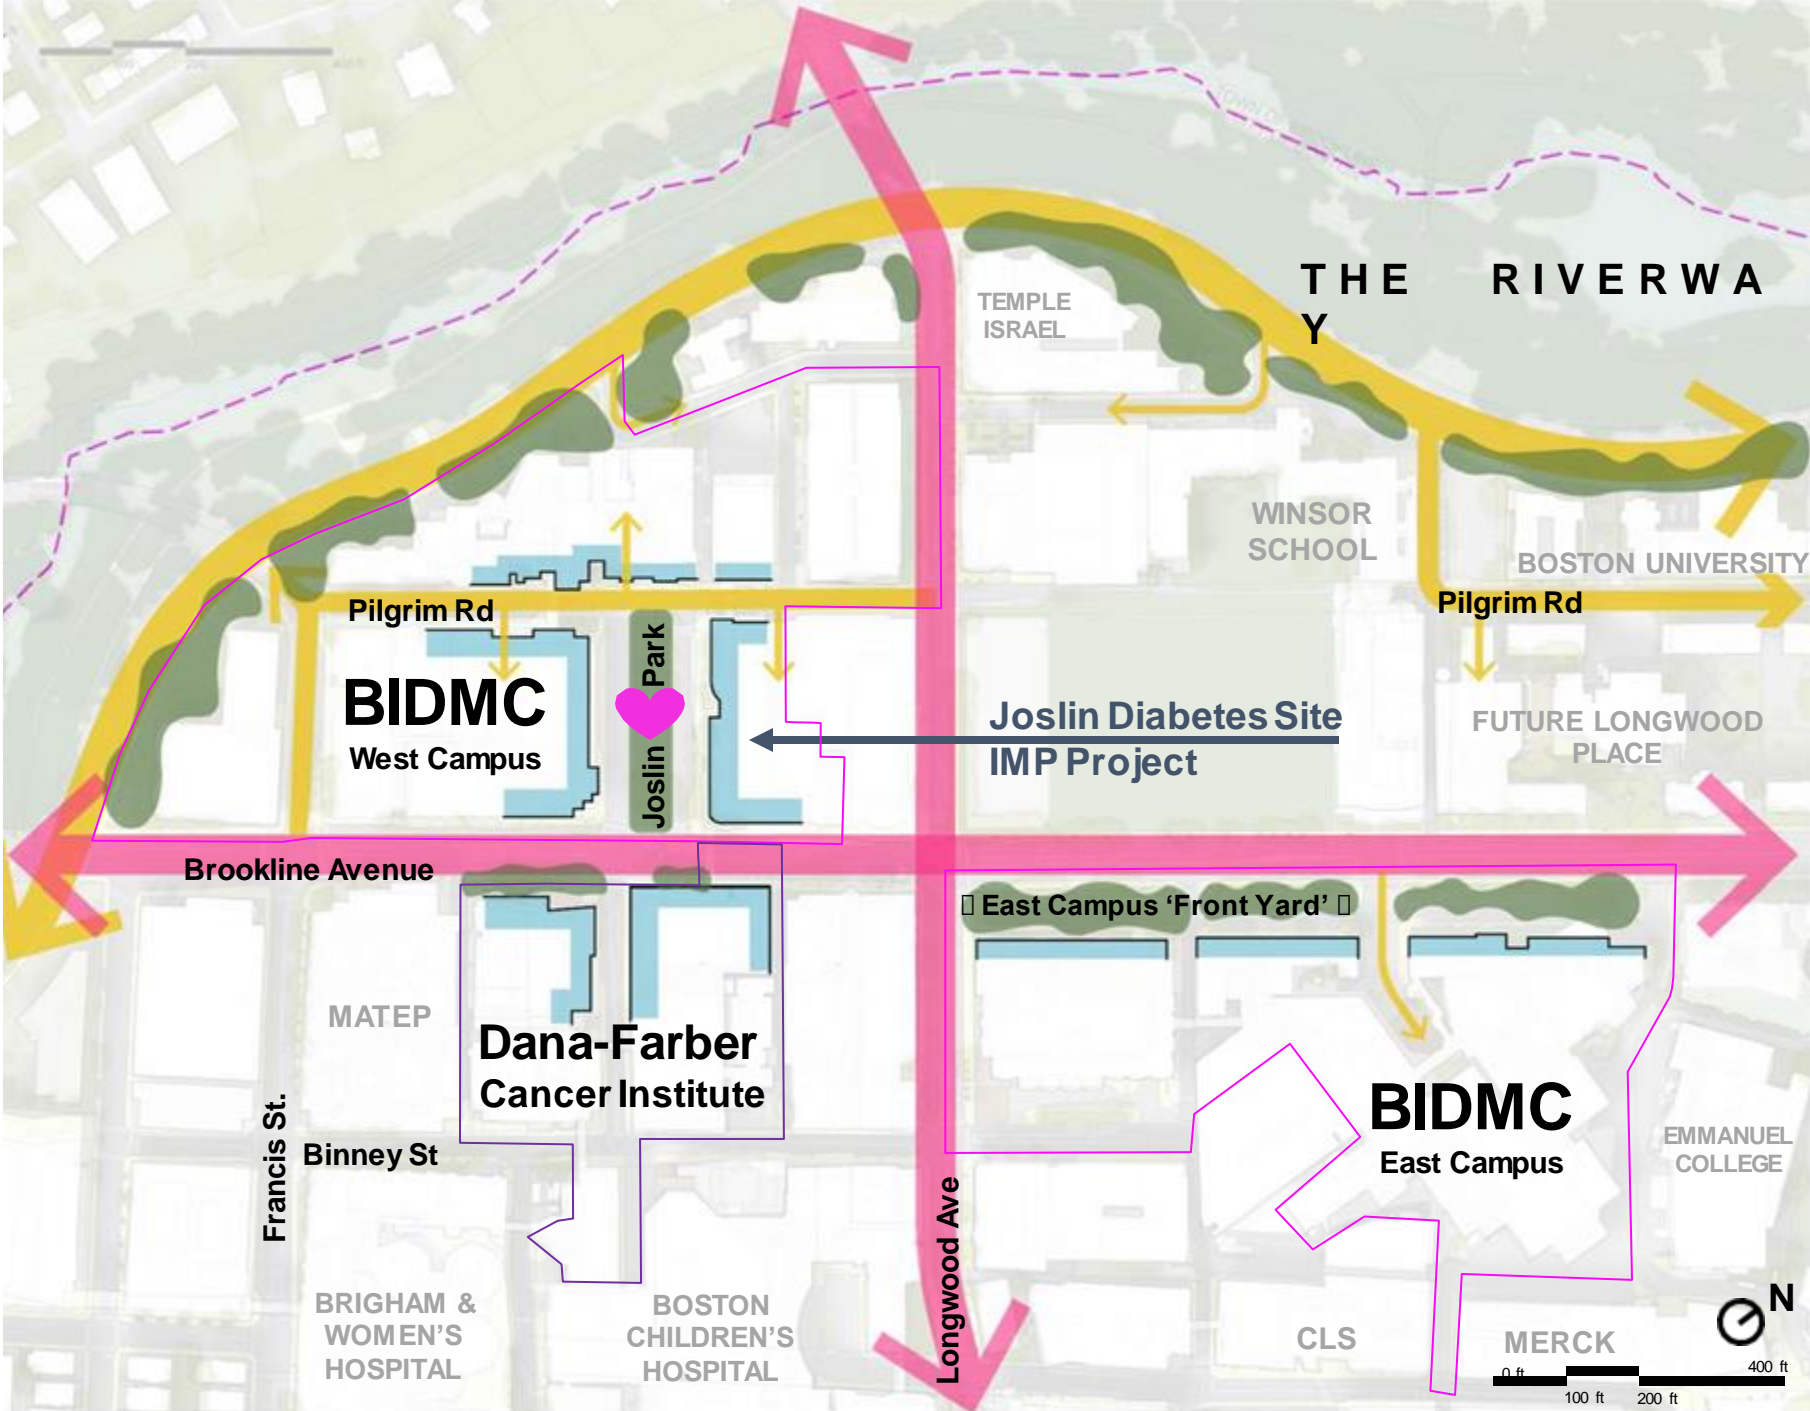 THE RIVERWA
Y
TEMPLE
ISRAEL
WINSOR
SCHOOL
BOSTON UNIVERSITY
Pilgrim Rd
Pilgrim Rd
Joslin Park
BIDMC
West Campus
Joslin Diabetes Site
IMP Project
FUTURE LONGWOOD
PLACE
Brookline Avenue
East Campus ‘Front Yard’
MATEP
Dana-Farber
Cancer Institute
BIDMC
East Campus
Francis St.
Binney St
EMMANUEL
COLLEGE
Longwood Ave
BRIGHAM &
WOMEN’S
HOSPITAL
BOSTON
CHILDREN’S
HOSPITAL
CLS
MERCK
N
0 ft
400 ft
100 ft
200 ft